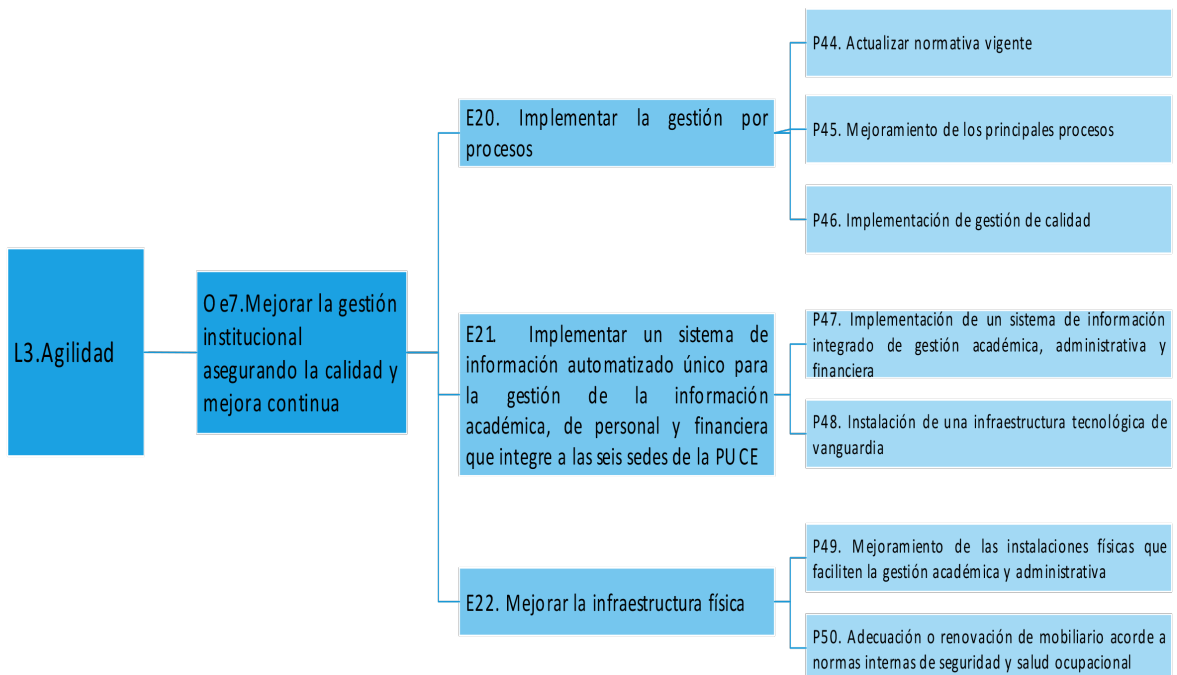 L3.Agilidad
Oe7.Mejorar la gestión
institucional
asegurando la calidad y
mejora continua
E20. Implementar la gestión por
procesos
P44. Actualizar normativa vigente
P45. Mejoramiento de los principales procesos
P46. Implementación de gestión de calidad
E21. Implementar un sistema de
información automatizado único para
la gestión de la información
académica, de personal y financiera
que integre a las seis sedes de la PUCE
P47. Implementación de un sistema de información
integrado de gestión académica, administrativa y
financiera
P48. Instalación de una infraestructura tecnológica de
vanguardia
E22. Mejorar la infraestructura física
P49. Mejoramiento de las instalaciones físicas que
faciliten la gestión académica y administrativa
P50. Adecuación o renovación de mobiliario acorde a
normas internas de seguridad y salud ocupacional